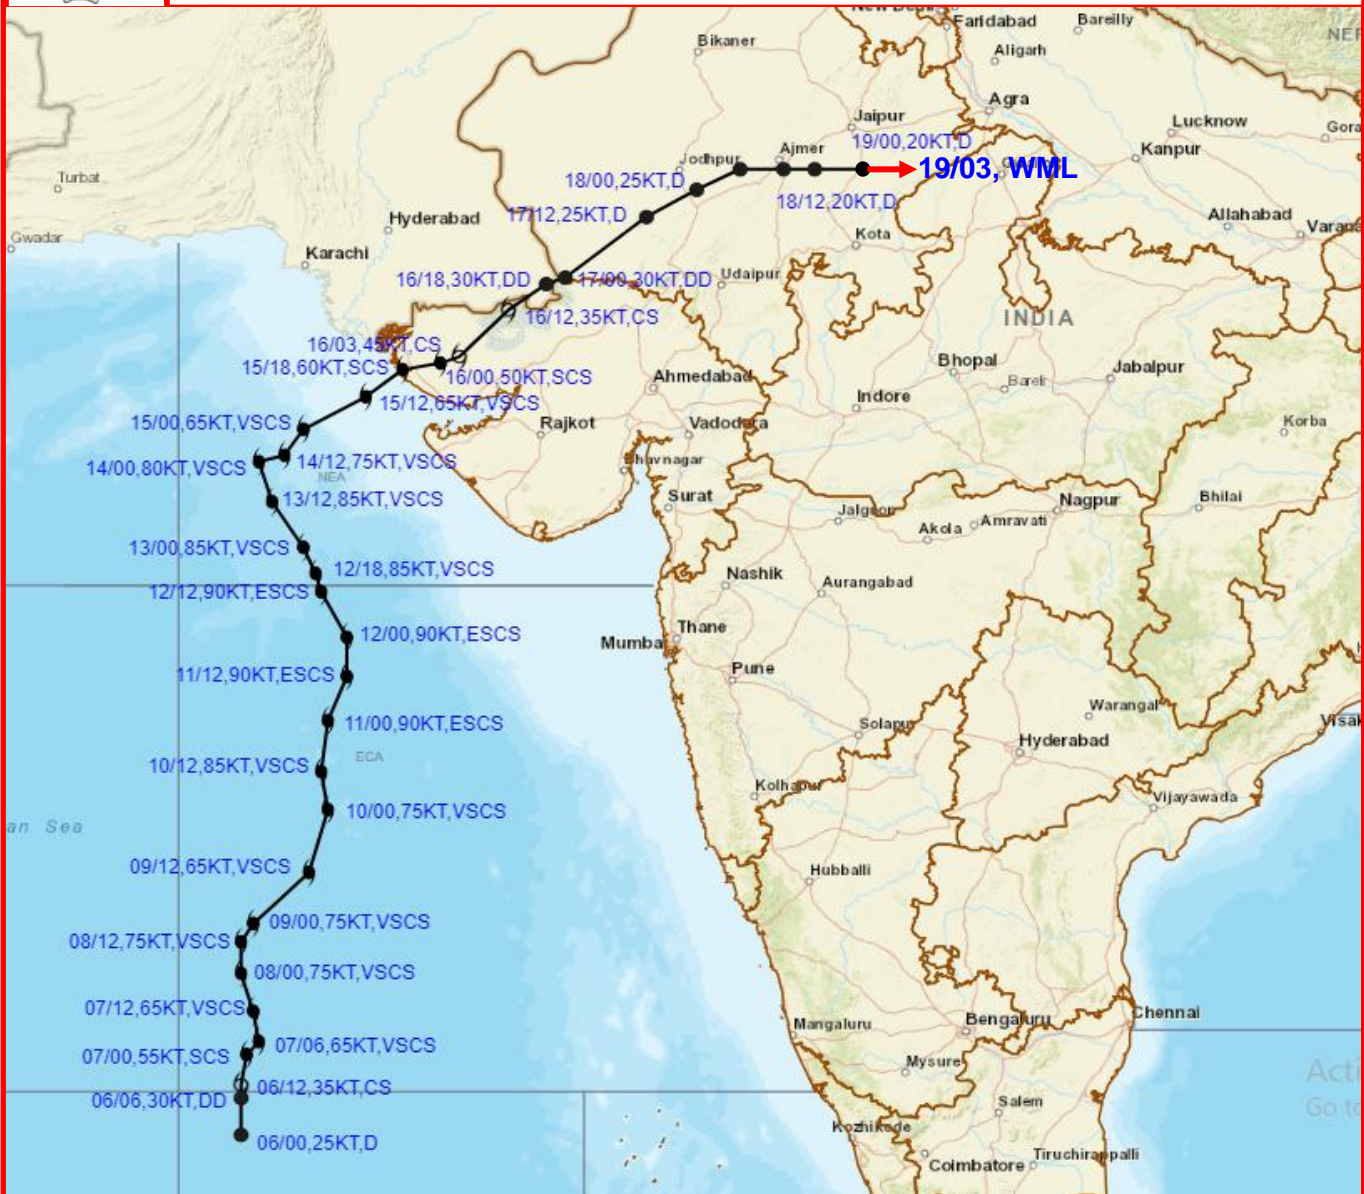 Faridabad
Bareilly
Bikaner
Aligarh
Agra
Jaipur
Lucknow
19/00,20KT,D
Ajmer
Kanpur
Jodhpur
19/03, WML
Turbat
18/00,25KT,D
18/12,20KT,D
Hyderabad
17/12,25KT,D
Allahabad
Gwadar
Kota
Karachi
16/18,30KT,DD
17/00,30KT,DD
Udaipur
16/12,35KT,CS
INDIA
16/03,45KT,CS
15/18,60KT,SCS
16/00,50KT,SCS
Bhopal
Jabalpur
Ahmedabad
Bareli
15/12,65KT,VSCS
Indore
15/00,65KT,VSCS
Rajkot
Vadodara
Korba
14/00,80KT,VSCS
14/12,75KT,VSCS
Bhavnagar
NEA
13/12,85KT,VSCS
Surat
Nagpur
Bhilai
Jalgaon
Akola
Amravati
13/00,85KT,VSCS
12/18,85KT,VSCS
Nashik
Aurangabad
12/12,90KT,ESCS
12/00,90KT,ESCS
Thane
Mumba
11/12,90KT,ESCS
Pune
11/00,90KT,ESCS
Warangal
Solapur
Visak
ECA
Hyderabad
10/12,85KT,VSCS
Kolhapur
10/00,75KT,VSCS
Vijayawada
an Sea
09/12,65KT,VSCS
Hubballi
09/00,75KT,VSCS
08/12,75KT,VSCS
08/00,75KT,VSCS
07/12,65KT,VSCS
Chennai
Mangaluru
Bengaluru
07/06,65KT,VSCS
07/00,55KT,SCS
Mysure
Acti
06/12,35KT,CS
06/06,30KT,DD
Salem
Go to
Kozhikode
06/00,25KT,D
Tiruchirappalli
Coimbatore